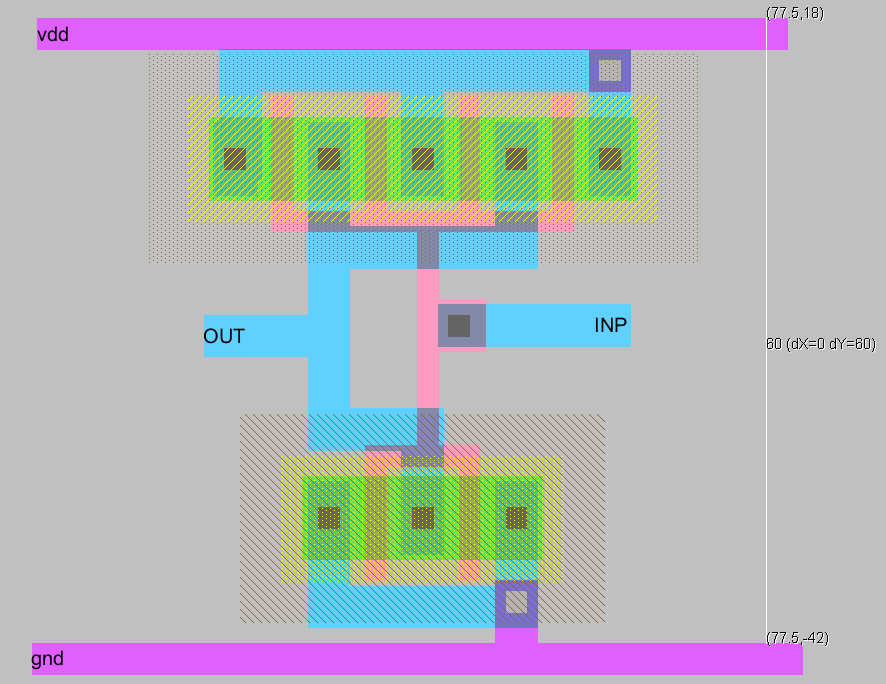 (77.5,18)
vdd
INP
OUT
60 (dX=0 dY=60)
(77.5,-42)
gnd